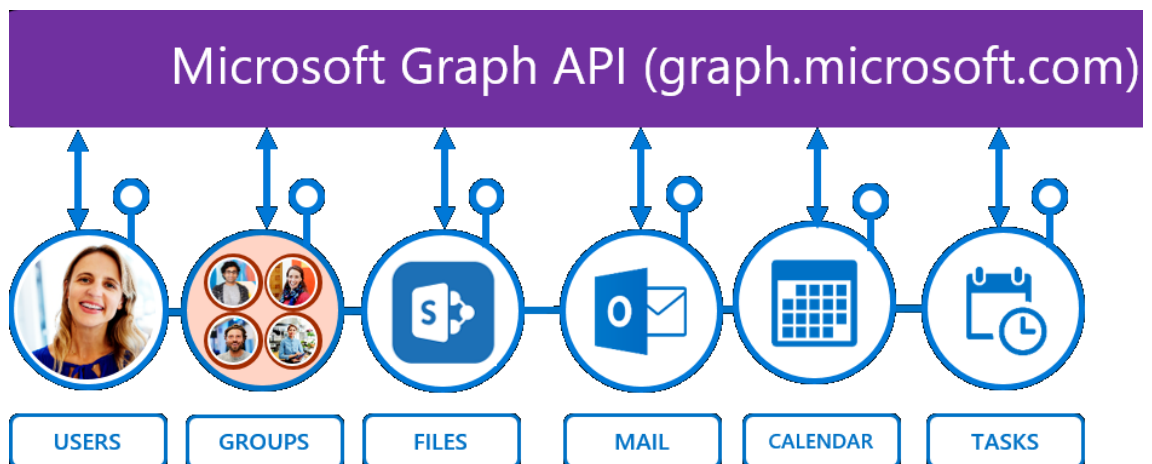 Microsoft Graph API (graph.microsoft.com)
S
O
USERS
GROUPS
FILES
MAIL
CALENDAR
TASKS